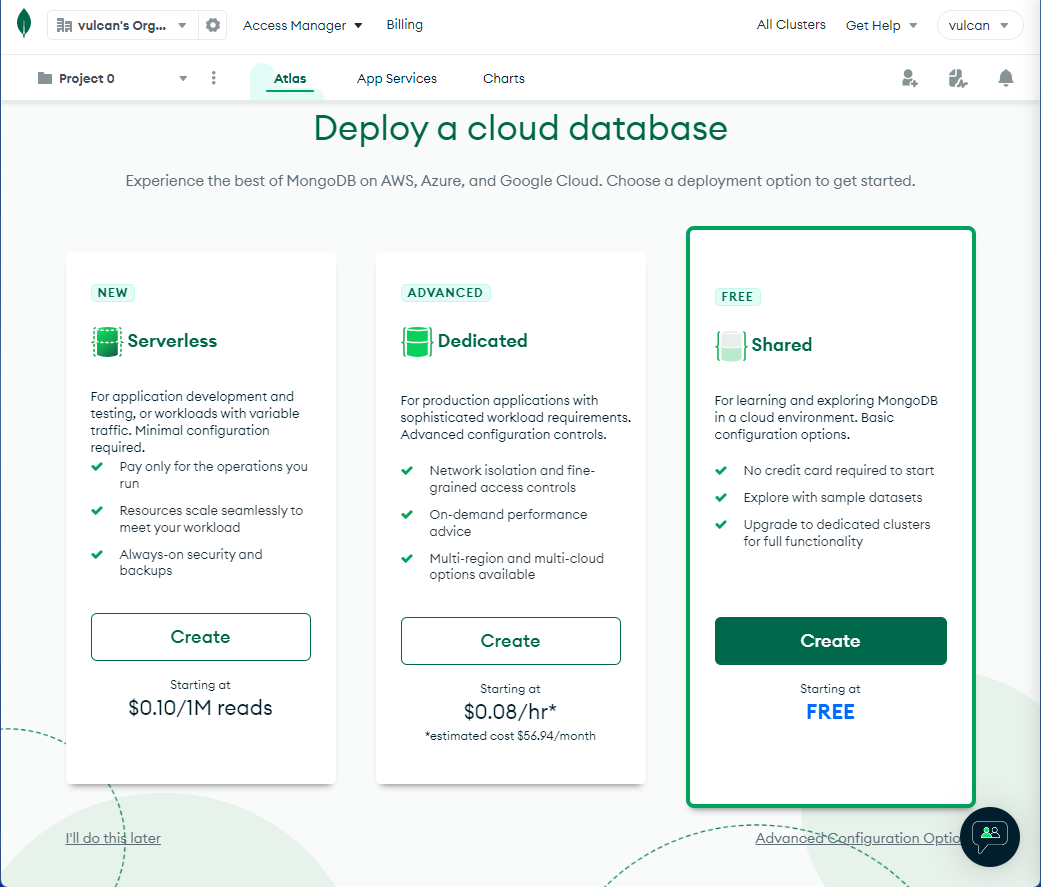 vulcan's Org...
Access Manager
Billing
All Clusters
Get Help
vulcan
Project 0
Atlas
App Services
Charts
Deploy a cloud database
Experience the best of MongoDB on AWS, Azure, and Google Cloud. Choose a deployment option to get started.
NEW
Serverless
For application development and
testing, or workloads with variable
traffic. Minimal configuration
required.
Pay only for the operations you
run
Resources scale seamlessly to
meet your workload
Always-on security and
backups
Create
Starting at
$0.10/1M reads
ADVANCED
Dedicated
For production applications with
sophisticated workload requirements.
Advanced configuration controls.
Network isolation and fine-
grained access controls
On-demand performance
advice
Multi-region and multi-cloud
options available
Create
Starting at
$0.08/hr*
*estimated cost $56.94/month
FREE
Shared
For learning and exploring MongoDB
in a cloud environment. Basic
configuration options.
No credit card required to start
Explore with sample datasets
Upgrade to dedicated clusters
for full functionality
Create
Starting at
FREE
I'll do this later
Advanced Configuration Optio